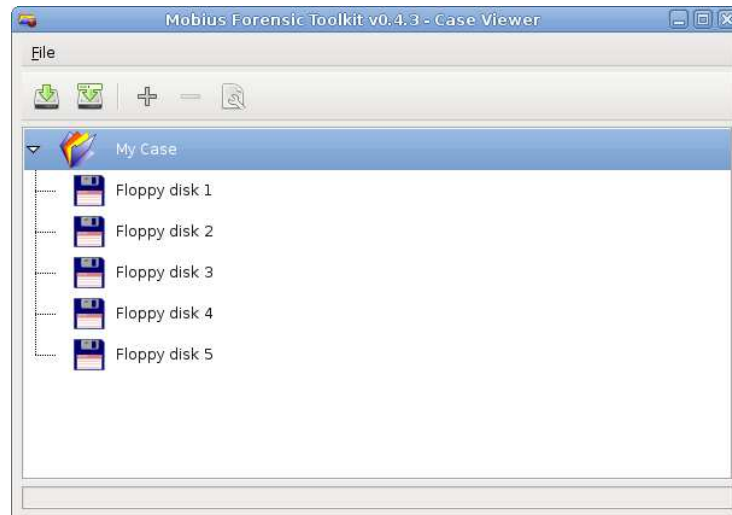 Mobius Forensic Toolkit v0.4.3 - Case Viewer
File
My Case
Floppy disk 1
Floppy disk 2
Floppy disk 3
Floppy disk 4
Floppy disk 5